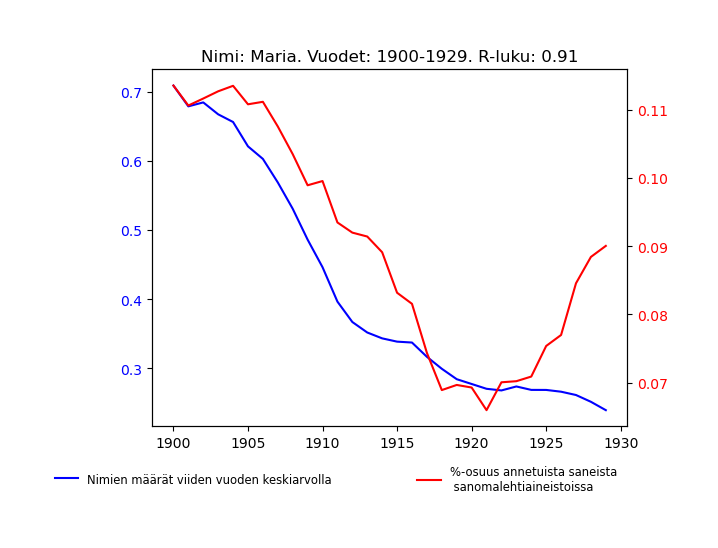 Nimi: Maria. Vuodet: 1900-1929. R-luku: 0.91
0.7
0.6
0.5
0.4
0.3
0.11
0.10
0.09
0.08
0.07
1900 1905 1910 1915 1920 1925 1930
Nimien määrät viiden vuoden keskiarvolla
%-osuus annetuista saneista
sanomalehtiaineistoissa